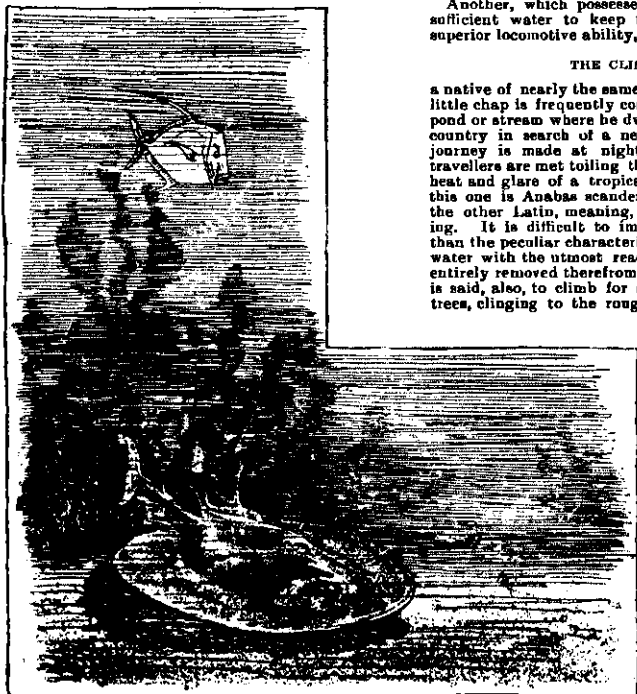 Another, which possesse
sufficient water to keep
superior locomotive ability,
THE CLI
a native of nearly the same
little chap is frequently co
pond or stream where he dw
country in search of a ne
journey is made at night
travellers are met toiling th
heat and glare of a tropic
this one is Anabas scande
the other Latin, meaning,
ing. It is difficult to im
than the peculiar characteri
water with the utmost rea
entirely removed therefrom
is said, also, to climb for
trees, clinging to the roug